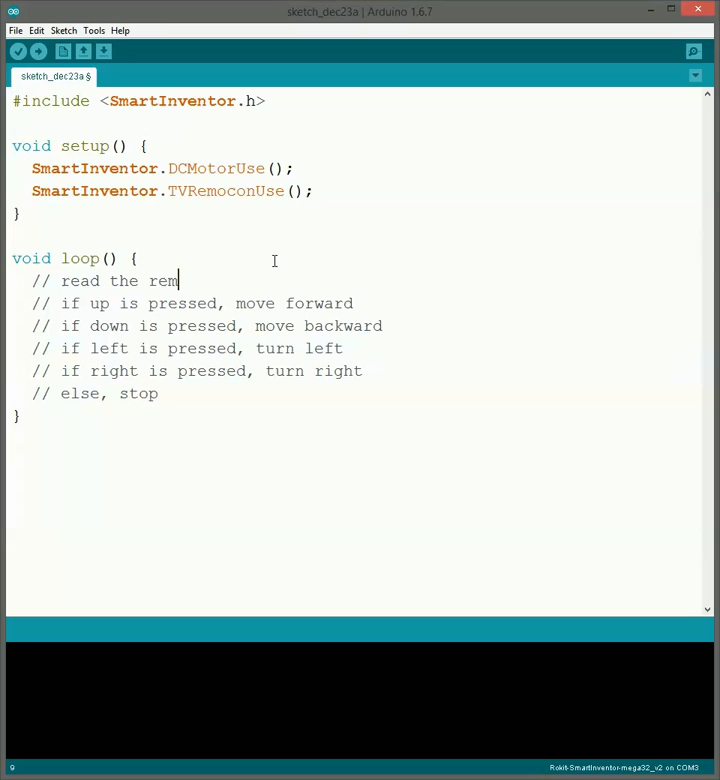 sketch_dec23a | Arduino 1.6.7
File Edit Sketch Tools Help
sketch_dec23a §
#include <SmartInventor.h>
void setup() {
  SmartInventor.DCMotorUse();
  SmartInventor.TVRemoconUse();
}
void loop() {
  // read the rem
  // if up is pressed, move forward
  // if down is pressed, move backward
  // if left is pressed, turn left
  // if right is pressed, turn right
  // else, stop
}
9 Rokit-SmartInventor-mega32_v2 on COM3